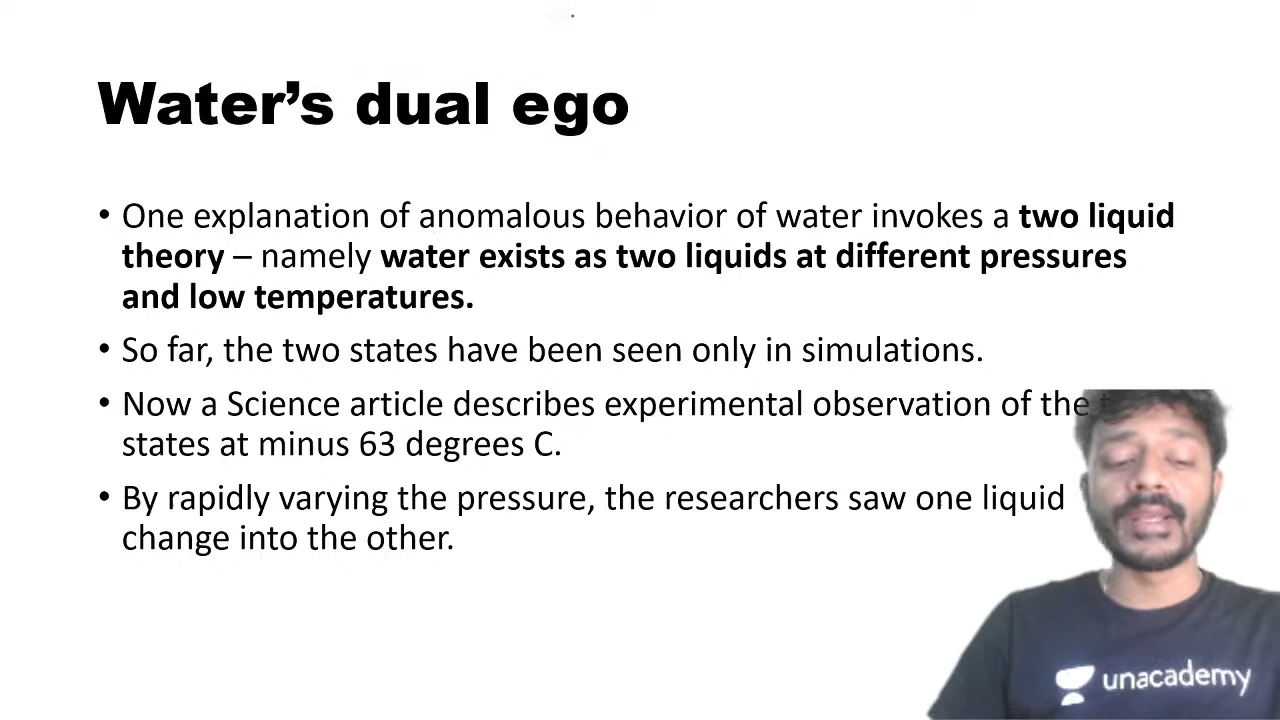 Water’s dual ego
• One explanation of anomalous behavior of water invokes a two liquid
theory – namely water exists as two liquids at different pressures
and low temperatures.
• So far, the two states have been seen only in simulations.
• Now a Science article describes experimental observation of the
states at minus 63 degrees C.
• By rapidly varying the pressure, the researchers saw one liquid
change into the other.
unacademy